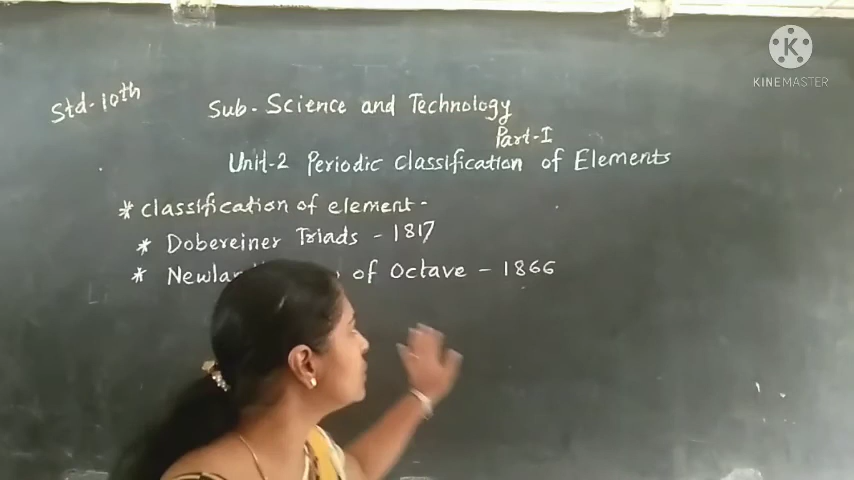 Std-10th
Sub- Science and Technology
Part-I
Unit-2 Periodic Classification of Elements
* classification of element -
* Dobereiner Triads - 1817
* of Octave - 1866
K
KINEMASTER